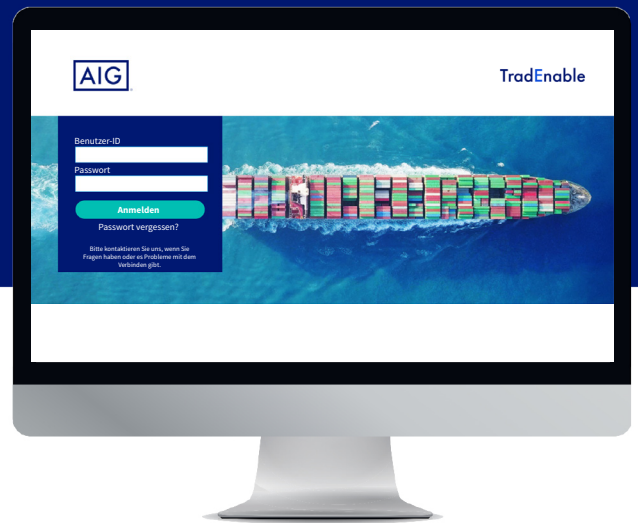 AIG
TradEnable
Benutzer-ID
Passwort
Anmelden
Passwort vergessen?
Bitte kontaktieren Sie uns, wenn Sie
Fragen haben oder es Probleme mit dem
Verbinden gibt.